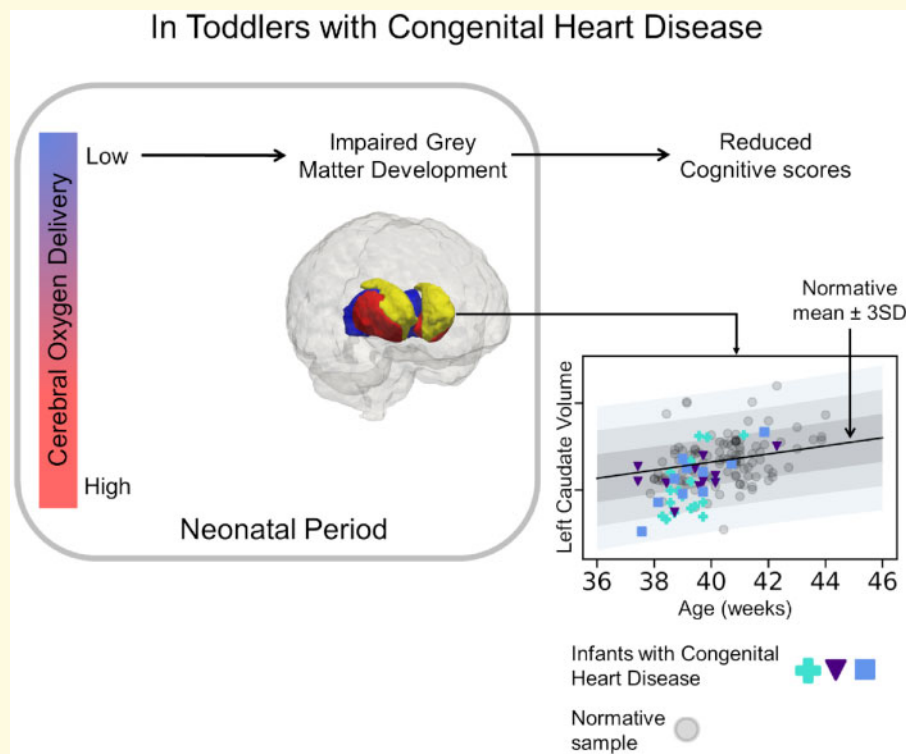 In Toddlers with Congenital Heart Disease
Cerebral Oxygen Delivery
Low
High
Impaired Grey
Matter Development
Reduced
Cognitive scores
Neonatal Period
Normative
mean ± 3SD
Left Caudate Volume
36 38 40 42 44 46
Age (weeks)
Infants with Congenital
Heart Disease
Normative
sample